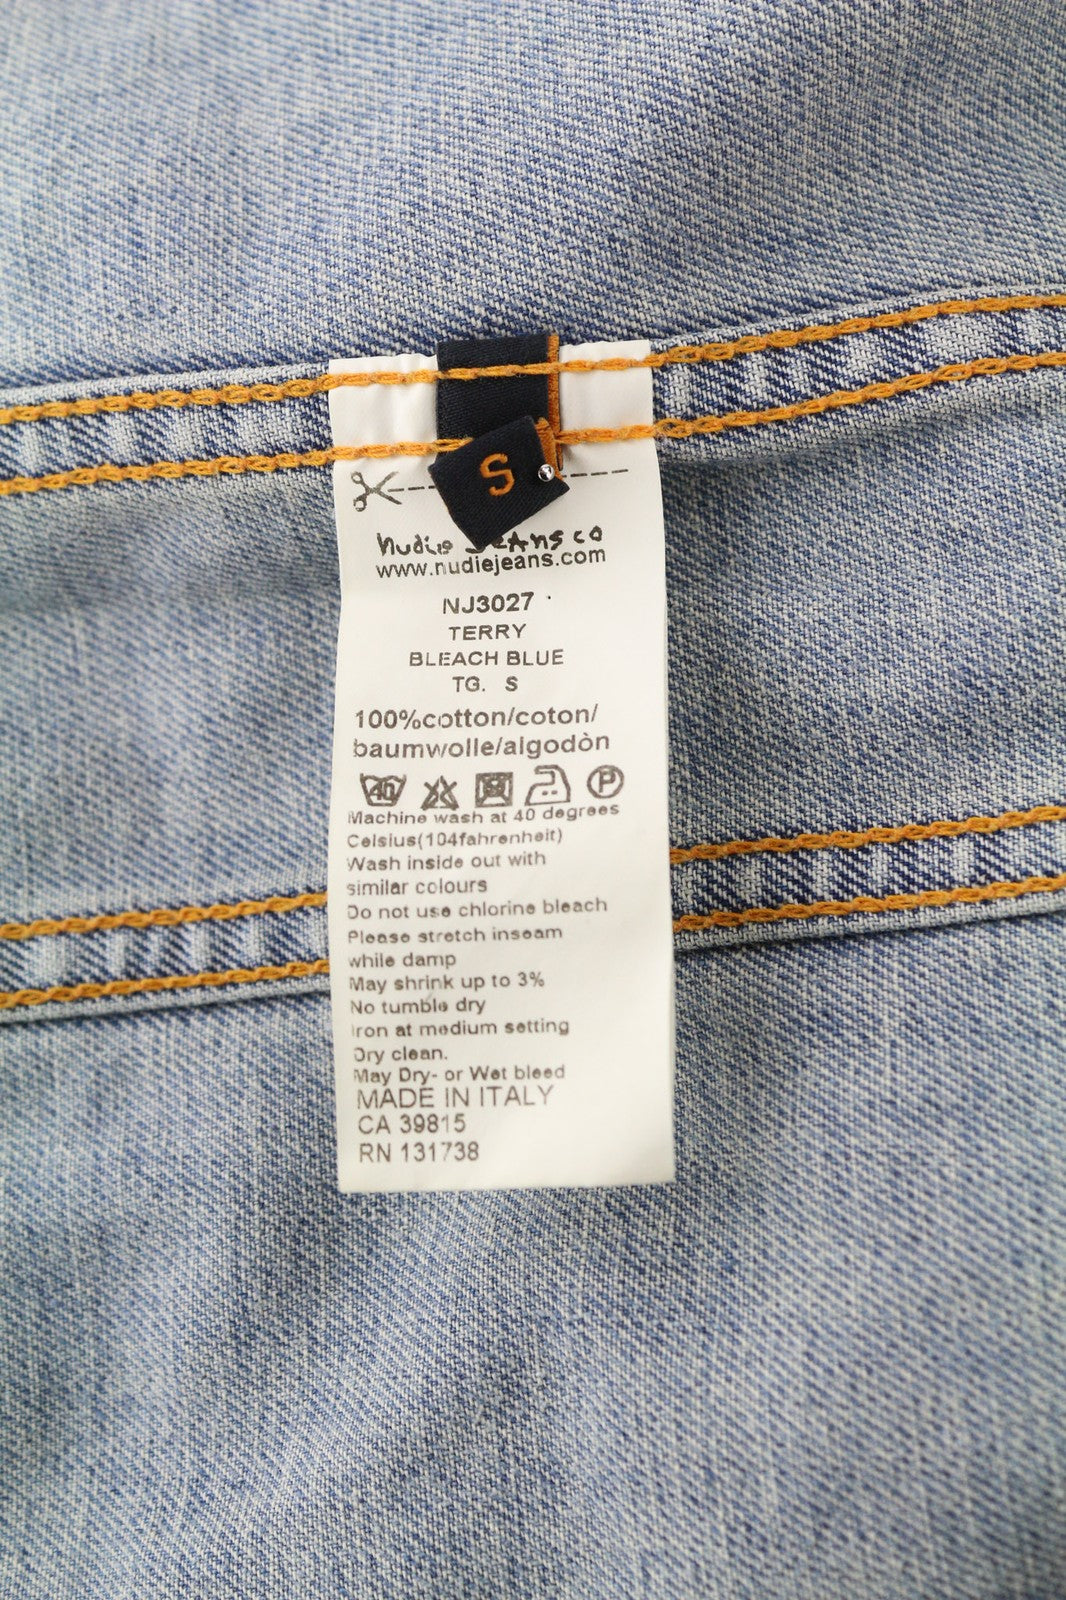 S
nudie JEANS co
www.nudiejeans.com
NJ3027
TERRY
BLEACH BLUE
TG. S
100%cotton/coton/
baumwolle/algodòn
40 P
Machine wash at 40 degrees
Celsius(104fahrenheit)
Wash inside out with
similar colours
Do not use chlorine bleach
Please stretch inseam
while damp
May shrink up to 3%
No tumble dry
Iron at medium setting
Dry clean.
May Dry- or Wet bleed
MADE IN ITALY
CA 39815
RN 131738